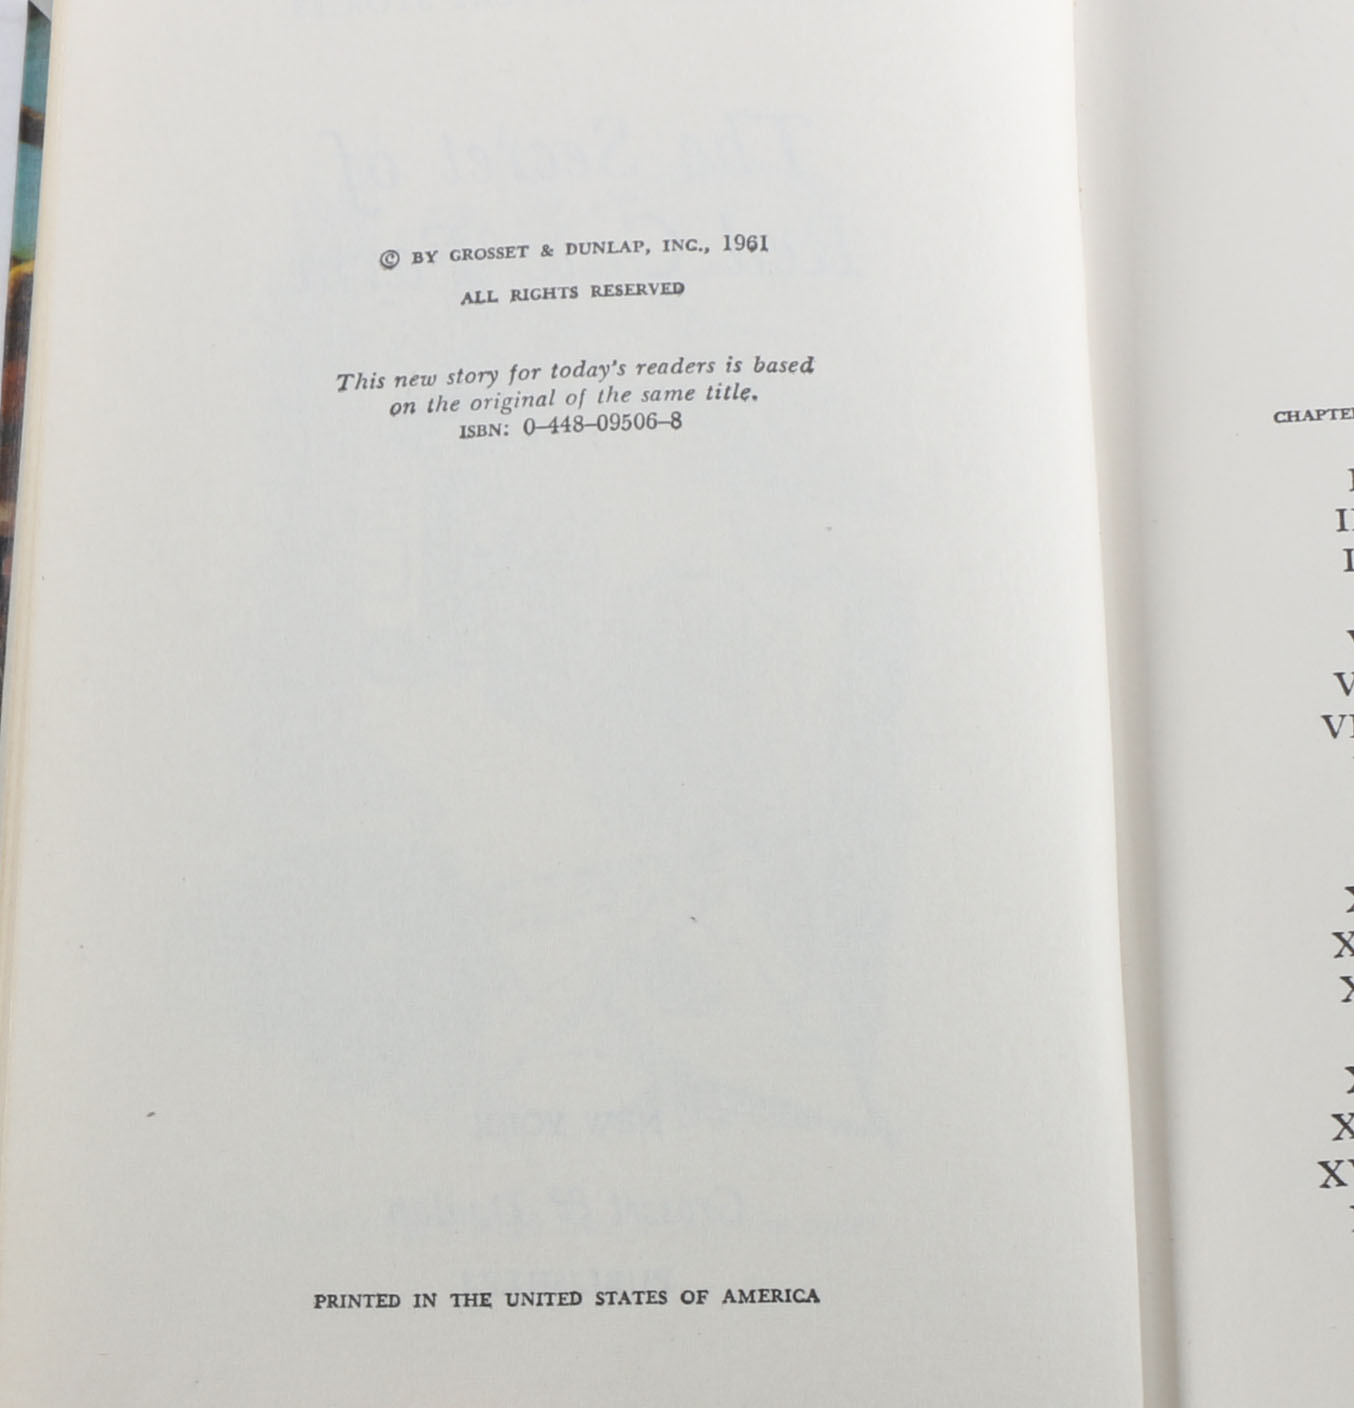 © BY GROSSET & DUNLAP, INC., 1961
ALL RIGHTS RESERVED
This new story for today's readers is based
on the original of the same title.
ISBN: 0–448–09506–8
PRINTED IN THE UNITED STATES OF AMERICA